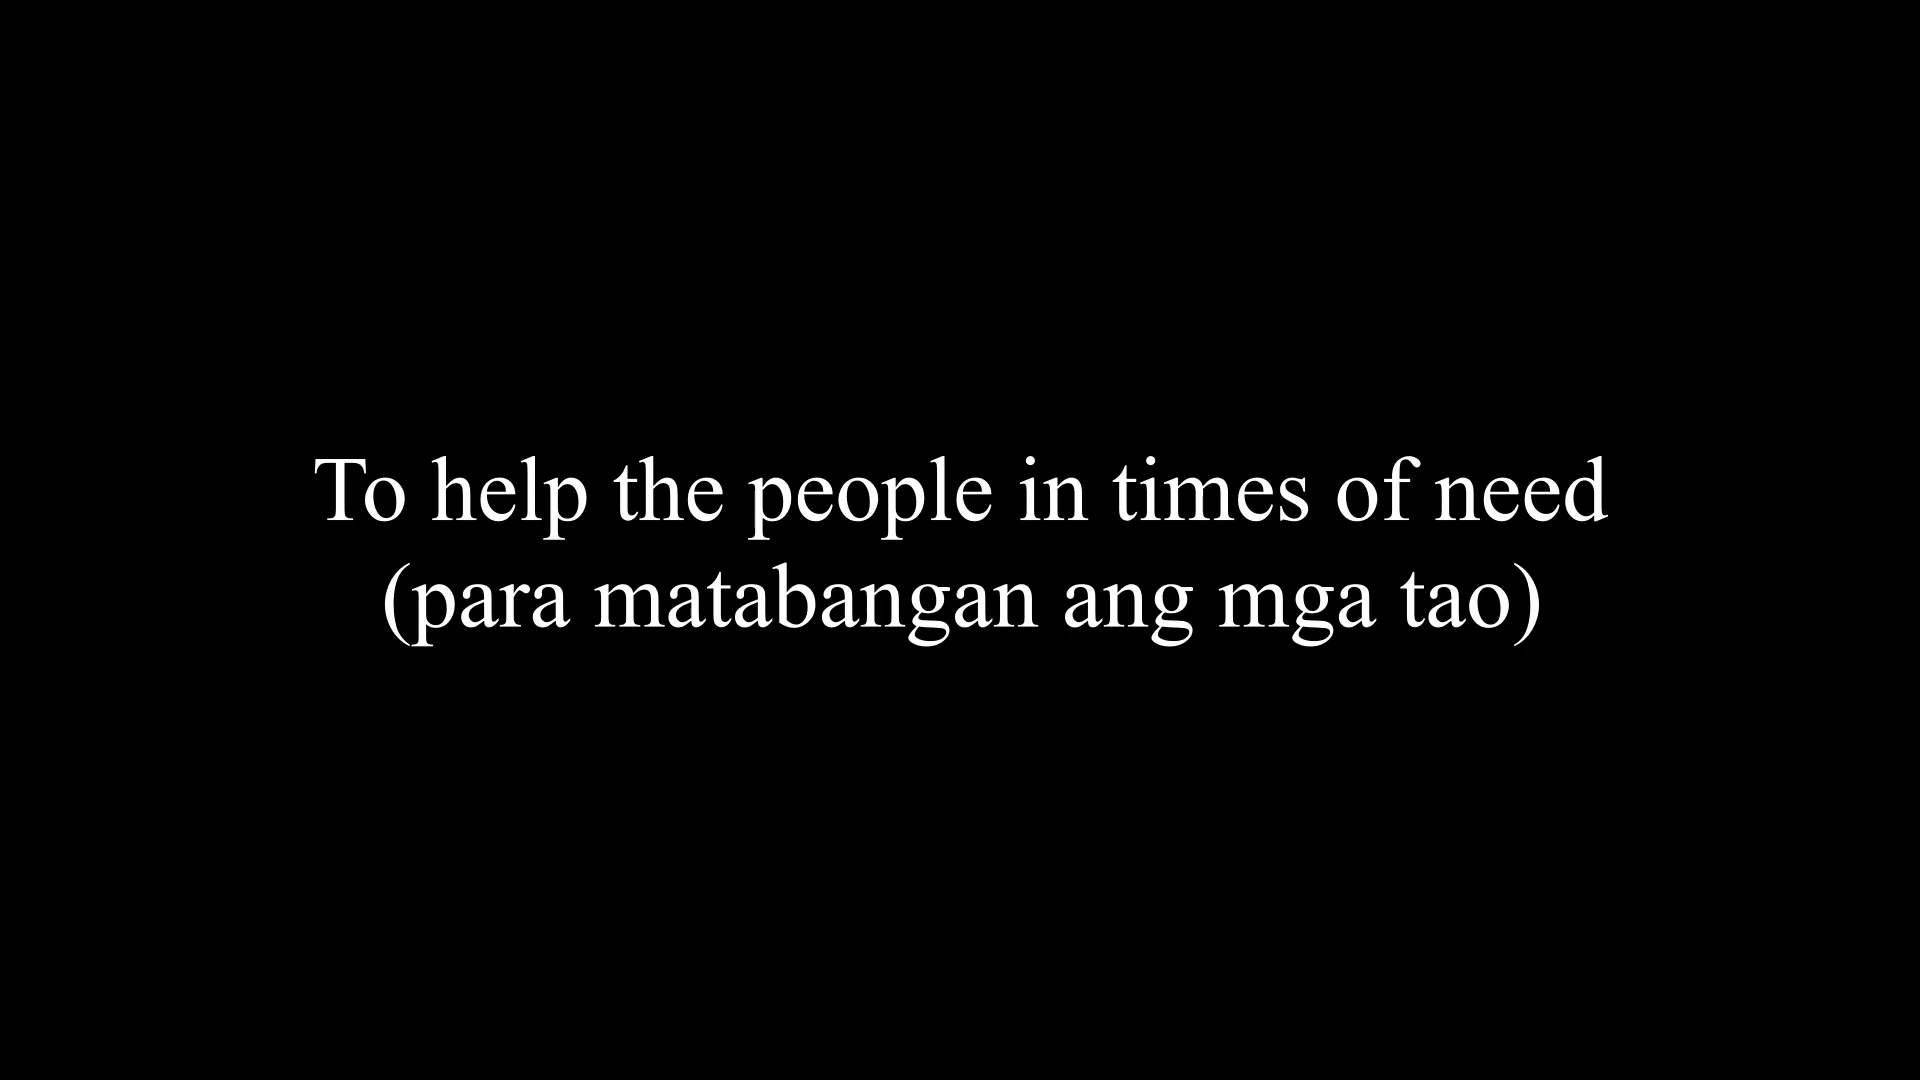 To help the people in times of need
(para matabangan ang mga tao)